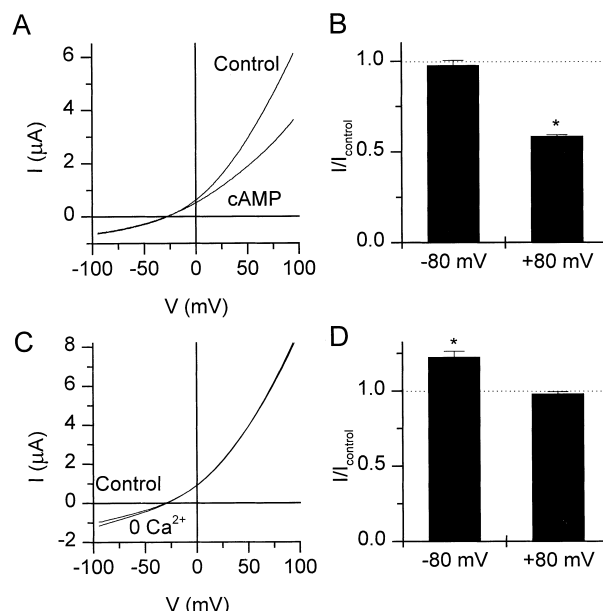 A
6
4
2
0
I (μA)
Control
cAMP
-100 -50 0 50 100
V (mV)
B
1.0
0.5
0.0
I/Icontrol
*
-80 mV +80 mV
C
8
6
4
2
0
-2
I (μA)
Control
0 Ca²⁺
-100 -50 0 50 100
V (mV)
D
1.0
0.5
0.0
I/Icontrol
*
-80 mV +80 mV